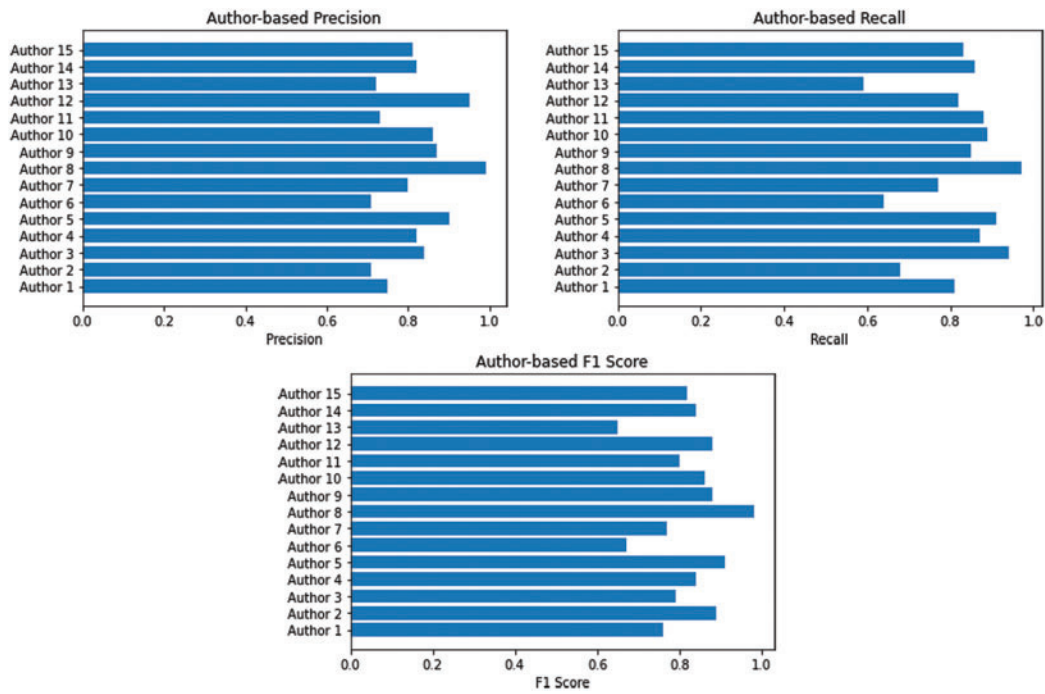 Author-based Precision
Author 15
Author 14
Author 13
Author 12
Author 11
Author 10
Author 9
Author 8
Author 7
Author 6
Author 5
Author 4
Author 3
Author 2
Author 1
0.0 0.2 0.4 0.6 0.8 1.0
Precision
Author-based Recall
Author 15
Author 14
Author 13
Author 12
Author 11
Author 10
Author 9
Author 8
Author 7
Author 6
Author 5
Author 4
Author 3
Author 2
Author 1
0.0 0.2 0.4 0.6 0.8 1.0
Recall
Author-based F1 Score
Author 15
Author 14
Author 13
Author 12
Author 11
Author 10
Author 9
Author 8
Author 7
Author 6
Author 5
Author 4
Author 3
Author 2
Author 1
0.0 0.2 0.4 0.6 0.8 1.0
F1 Score